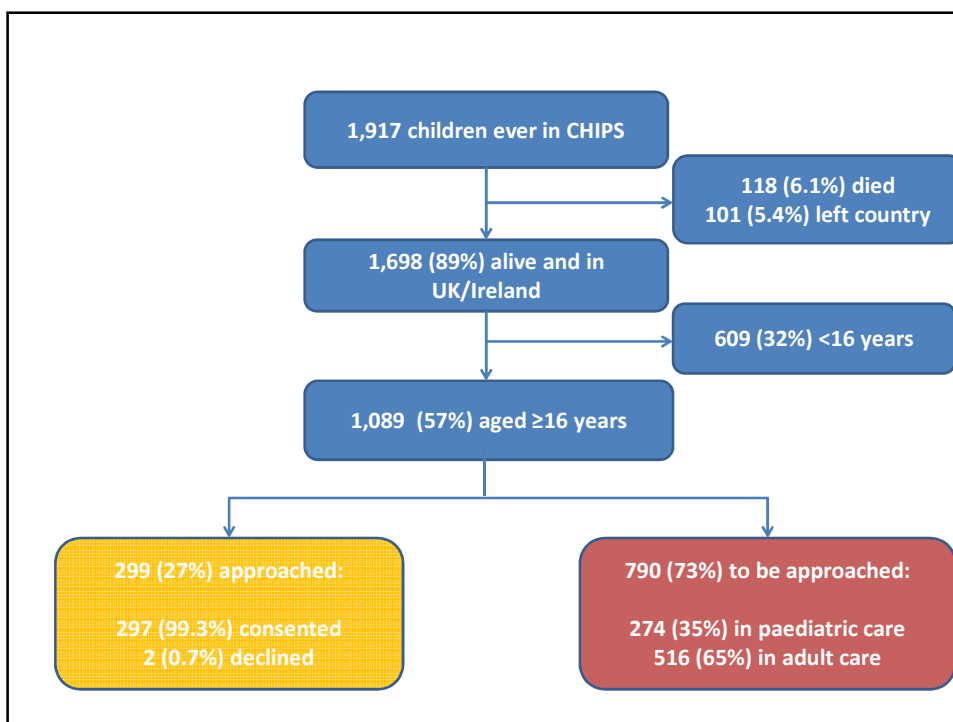 1,917 children ever in CHIPS
118 (6.1%) died
101 (5.4%) left country
1,698 (89%) alive and in
UK/Ireland
609 (32%) <16 years
1,089 (57%) aged ≥16 years
299 (27%) approached:
297 (99.3%) consented
2 (0.7%) declined
790 (73%) to be approached:
274 (35%) in paediatric care
516 (65%) in adult care